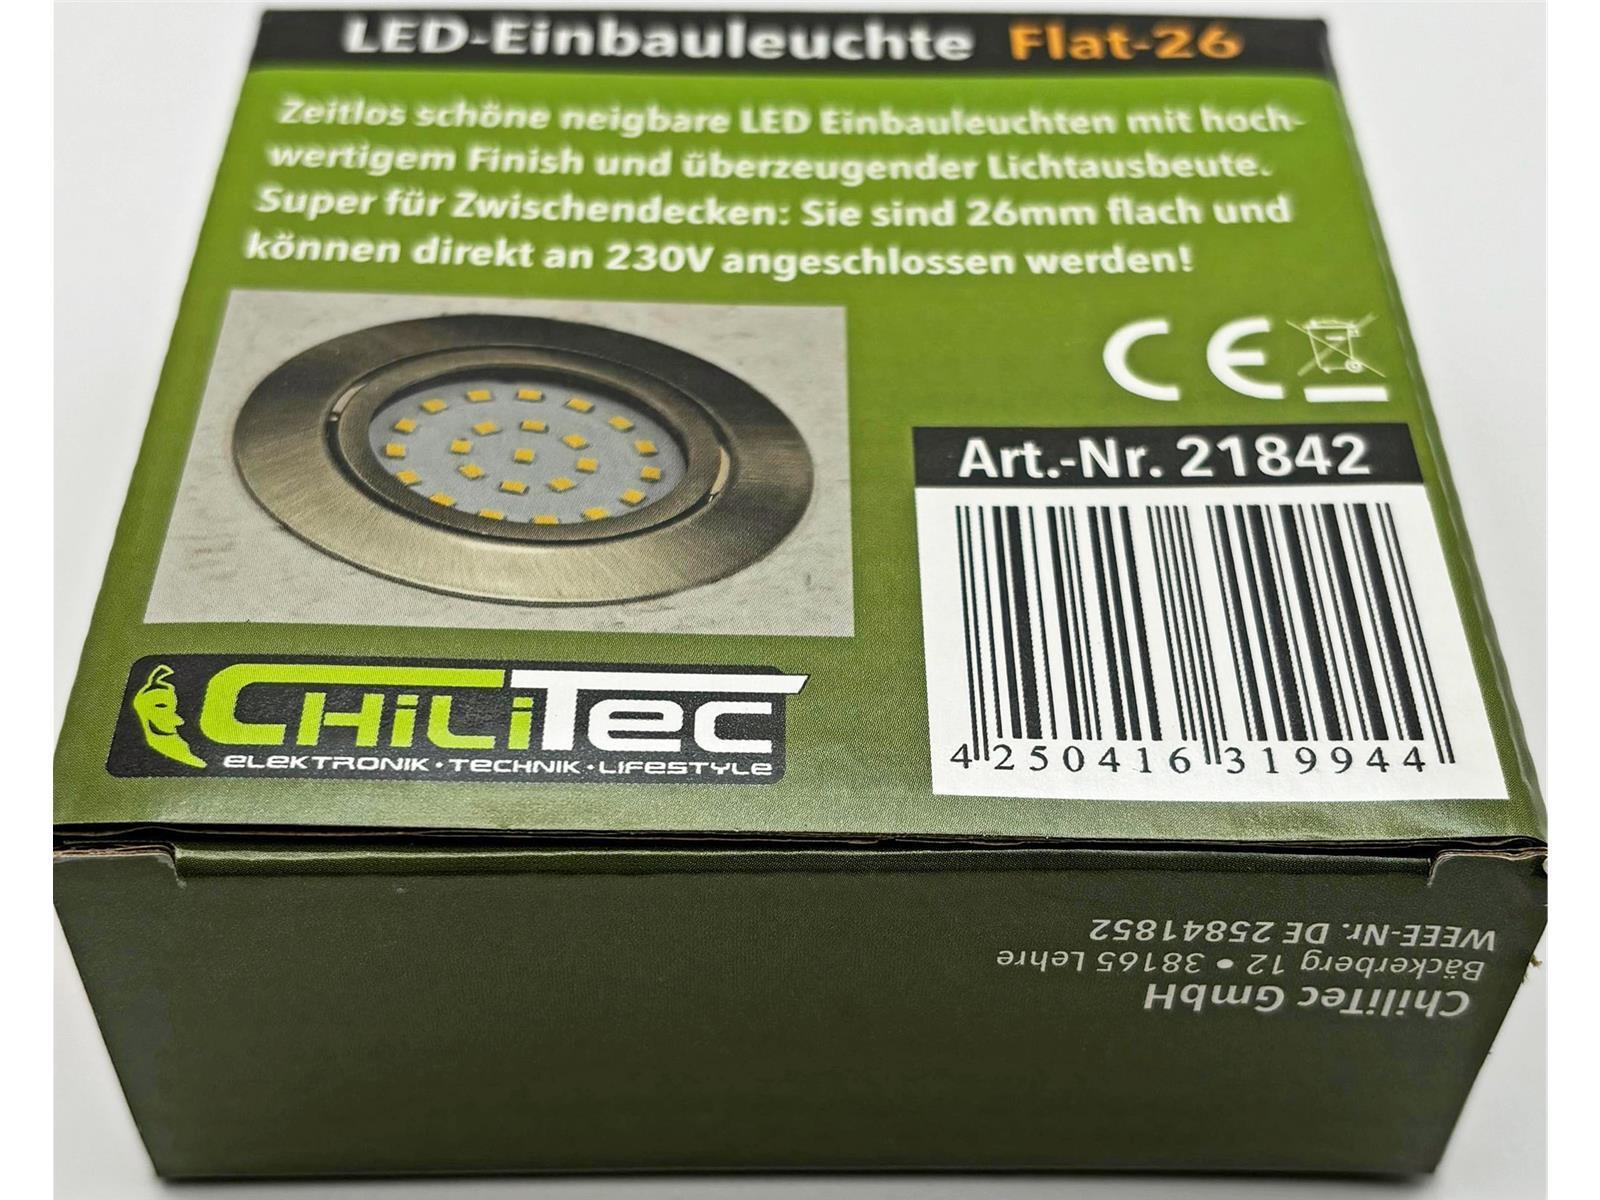 LED-Einbauleuchte Flat-26
Zeitlos schöne neigbare LED Einbauleuchten mit hoch-
wertigem Finish und überzeugender Lichtausbeute.
Super für Zwischendecken: Sie sind 26mm flach und
können direkt an 230V angeschlossen werden!
CE
Art.-Nr. 21842
4 250416 319944
CHiLiTEC
ELEKTRONIK · TECHNIK · LIFESTYLE
ChiliTec GmbH
Bäckerberg 12 • 38165 Lehre
WEEE-Nr. DE 25841852